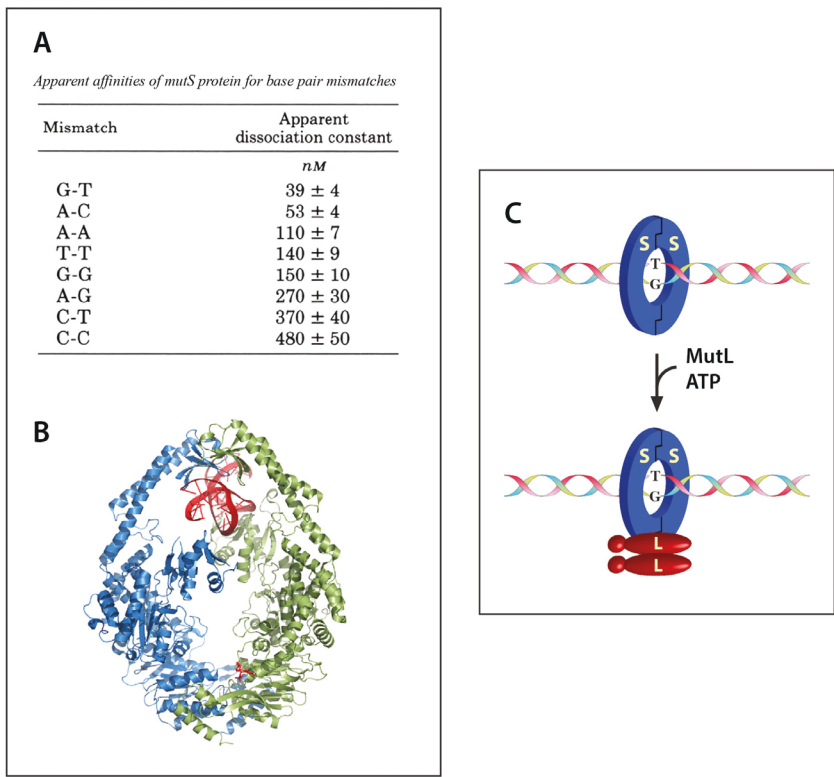 A
Apparent affinities of mutS protein for base pair mismatches
Mismatch Apparent dissociation constant
nM
G-T 39 ± 4
A-C 53 ± 4
A-A 110 ± 7
T-T 140 ± 9
G-G 150 ± 10
A-G 270 ± 30
C-T 370 ± 40
C-C 480 ± 50
B
C
S S
T
G
MutL
ATP
S S
T
G
L
L